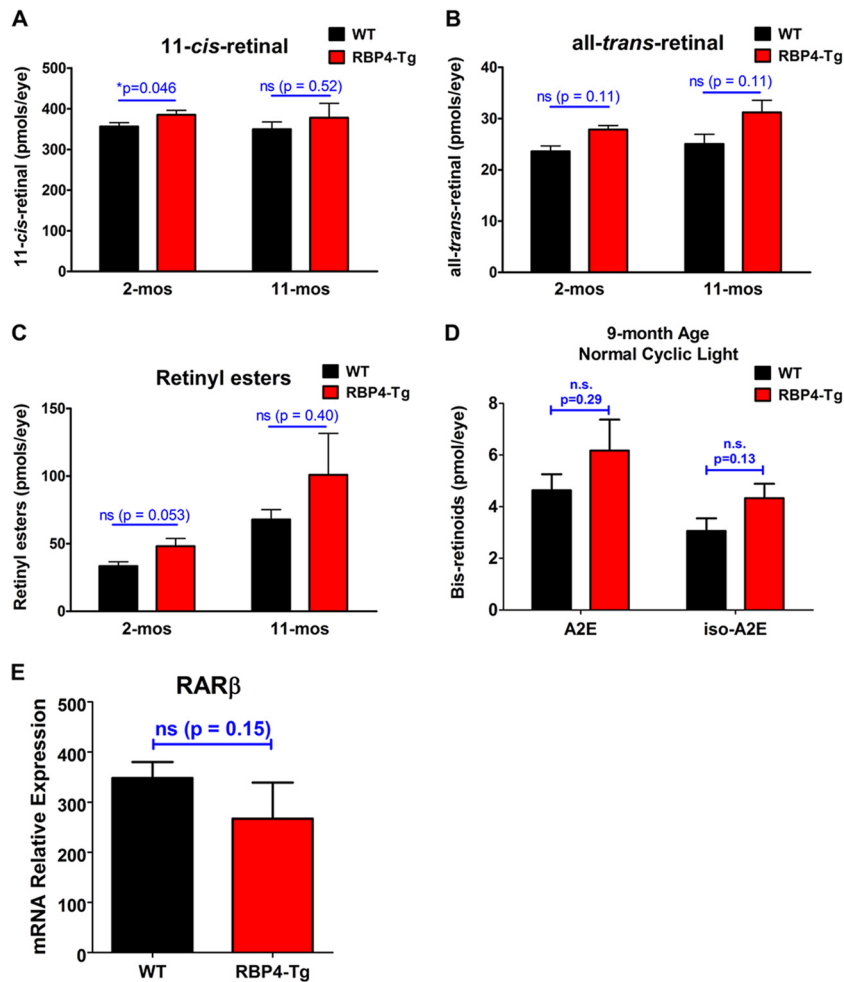 A
11-cis-retinal
WT
RBP4-Tg
11-cis-retinal (pmols/eye)
500
400
300
200
100
0
*p=0.046
ns (p = 0.52)
2-mos
11-mos
B
all-trans-retinal
WT
RBP4-Tg
all-trans-retinal (pmols/eye)
40
30
20
10
0
ns (p = 0.11)
ns (p = 0.11)
2-mos
11-mos
C
Retinyl esters
WT
RBP4-Tg
Retinyl esters (pmols/eye)
150
100
50
0
ns (p = 0.053)
ns (p = 0.40)
2-mos
11-mos
D
9-month Age
Normal Cyclic Light
WT
RBP4-Tg
Bis-retinoids (pmol/eye)
8
6
4
2
0
n.s.
p=0.29
n.s.
p=0.13
A2E
iso-A2E
E
RARβ
mRNA Relative Expression
500
400
300
200
100
0
ns (p = 0.15)
WT
RBP4-Tg